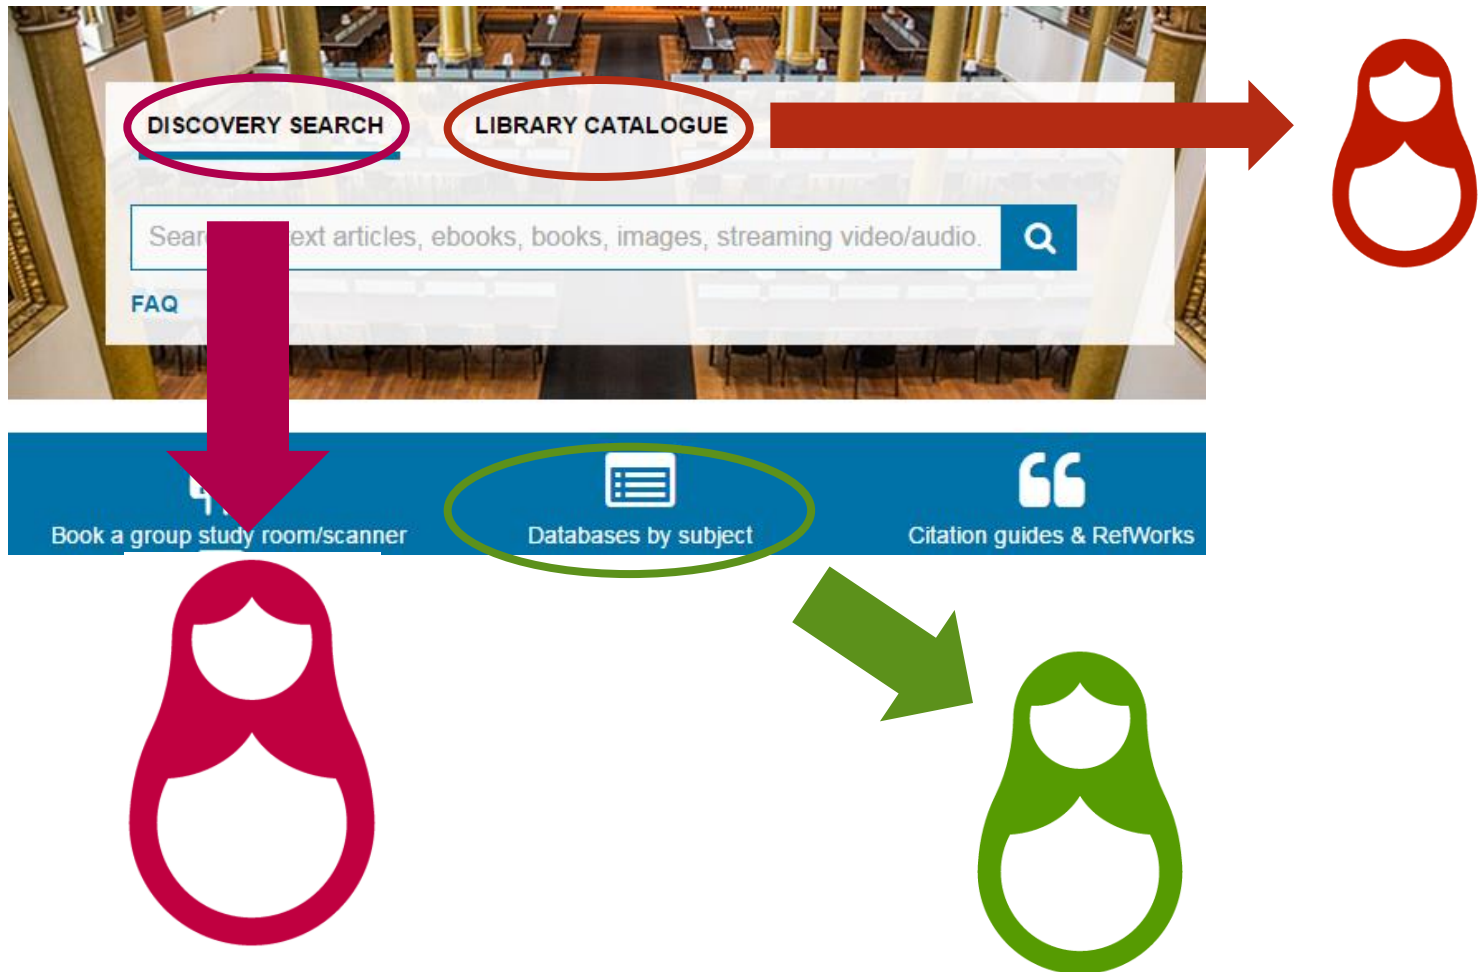 DISCOVERY SEARCH
LIBRARY CATALOGUE
Sear ext articles, ebooks, books, images, streaming video/audio.
FAQ
Book a group study room/scanner
Databases by subject
Citation guides & RefWorks